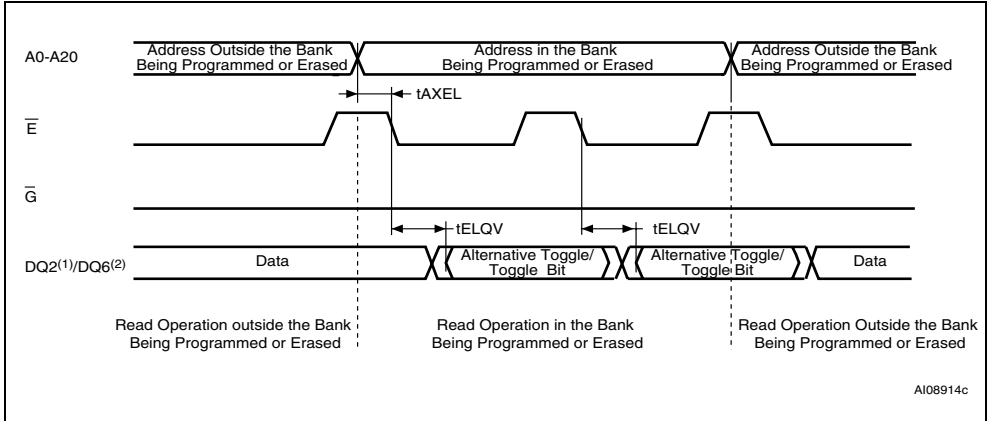 A0-A20
Address Outside the Bank
Being Programmed or Erased
Address in the Bank
Being Programmed or Erased
Address Outside the Bank
Being Programmed or Erased
tAXEL
E̅
G̅
tELQV
tELQV
DQ2(1)/DQ6(2)
Data
Alternative Toggle/
Toggle Bit
Alternative Toggle/
Toggle Bit
Data
Read Operation outside the Bank
Being Programmed or Erased
Read Operation in the Bank
Being Programmed or Erased
Read Operation Outside the Bank
Being Programmed or Erased
AI08914c